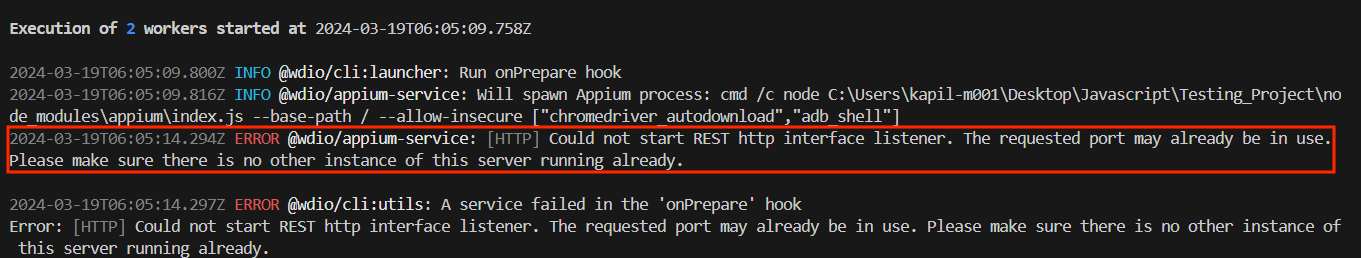 Execution of 2 workers started at 2024-03-19T06:05:09.758Z
2024-03-19T06:05:09.800Z INFO @wdio/cli:launcher: Run onPrepare hook
2024-03-19T06:05:09.816Z INFO @wdio/appium-service: Will spawn Appium process: cmd /c node C:\Users\kapil-m001\Desktop\Javascript\Testing_Project\no
de_modules\appium\index.js --base-path / --allow-insecure ["chromedriver_autodownload","adb_shell"]
2024-03-19T06:05:14.294Z ERROR @wdio/appium-service: [HTTP] Could not start REST http interface listener. The requested port may already be in use.
Please make sure there is no other instance of this server running already.
2024-03-19T06:05:14.297Z ERROR @wdio/cli:utils: A service failed in the 'onPrepare' hook
Error: [HTTP] Could not start REST http interface listener. The requested port may already be in use. Please make sure there is no other instance of
this server running already.